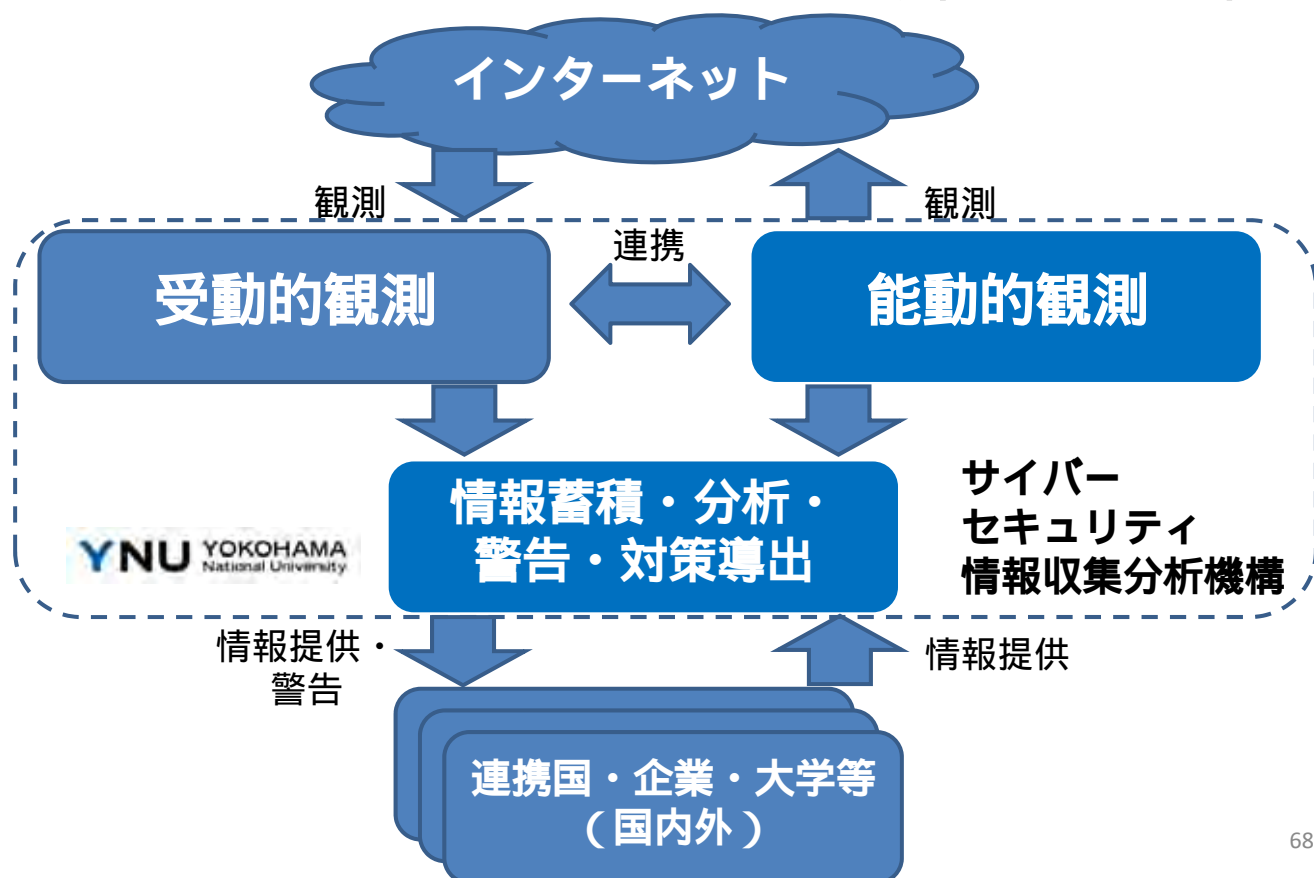 インターネット
観測
観測
受動的観測
連携
能動的観測
情報蓄積・分析・
警告・対策導出
サイバー
セキュリティ
情報収集分析機構
YNU YOKOHAMA
National University
情報提供・
警告
情報提供
連携国・企業・大学等
（国内外）
68